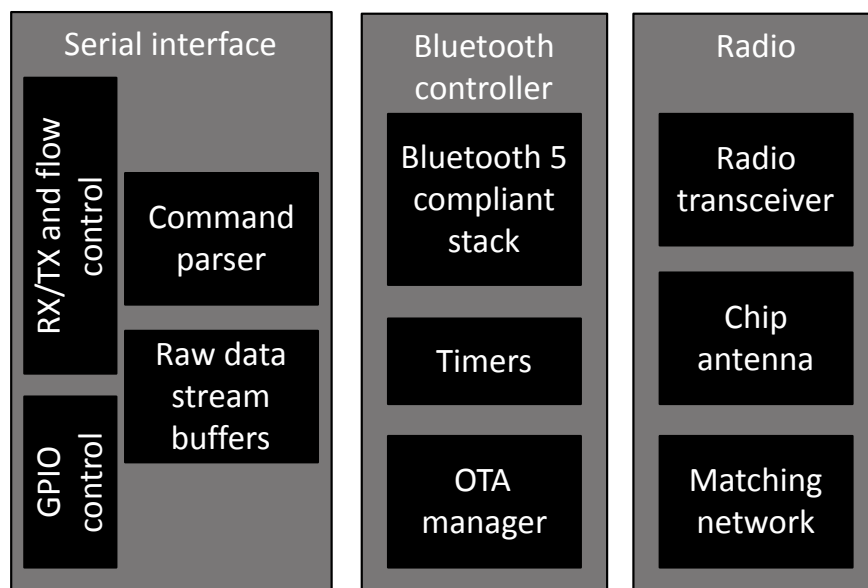 Serial interface
RX/TX and flow
control
Command
parser
Raw data
stream
buffers
GPIO
control
Bluetooth
controller
Bluetooth 5
compliant
stack
Timers
OTA
manager
Radio
Radio
transceiver
Chip
antenna
Matching
network